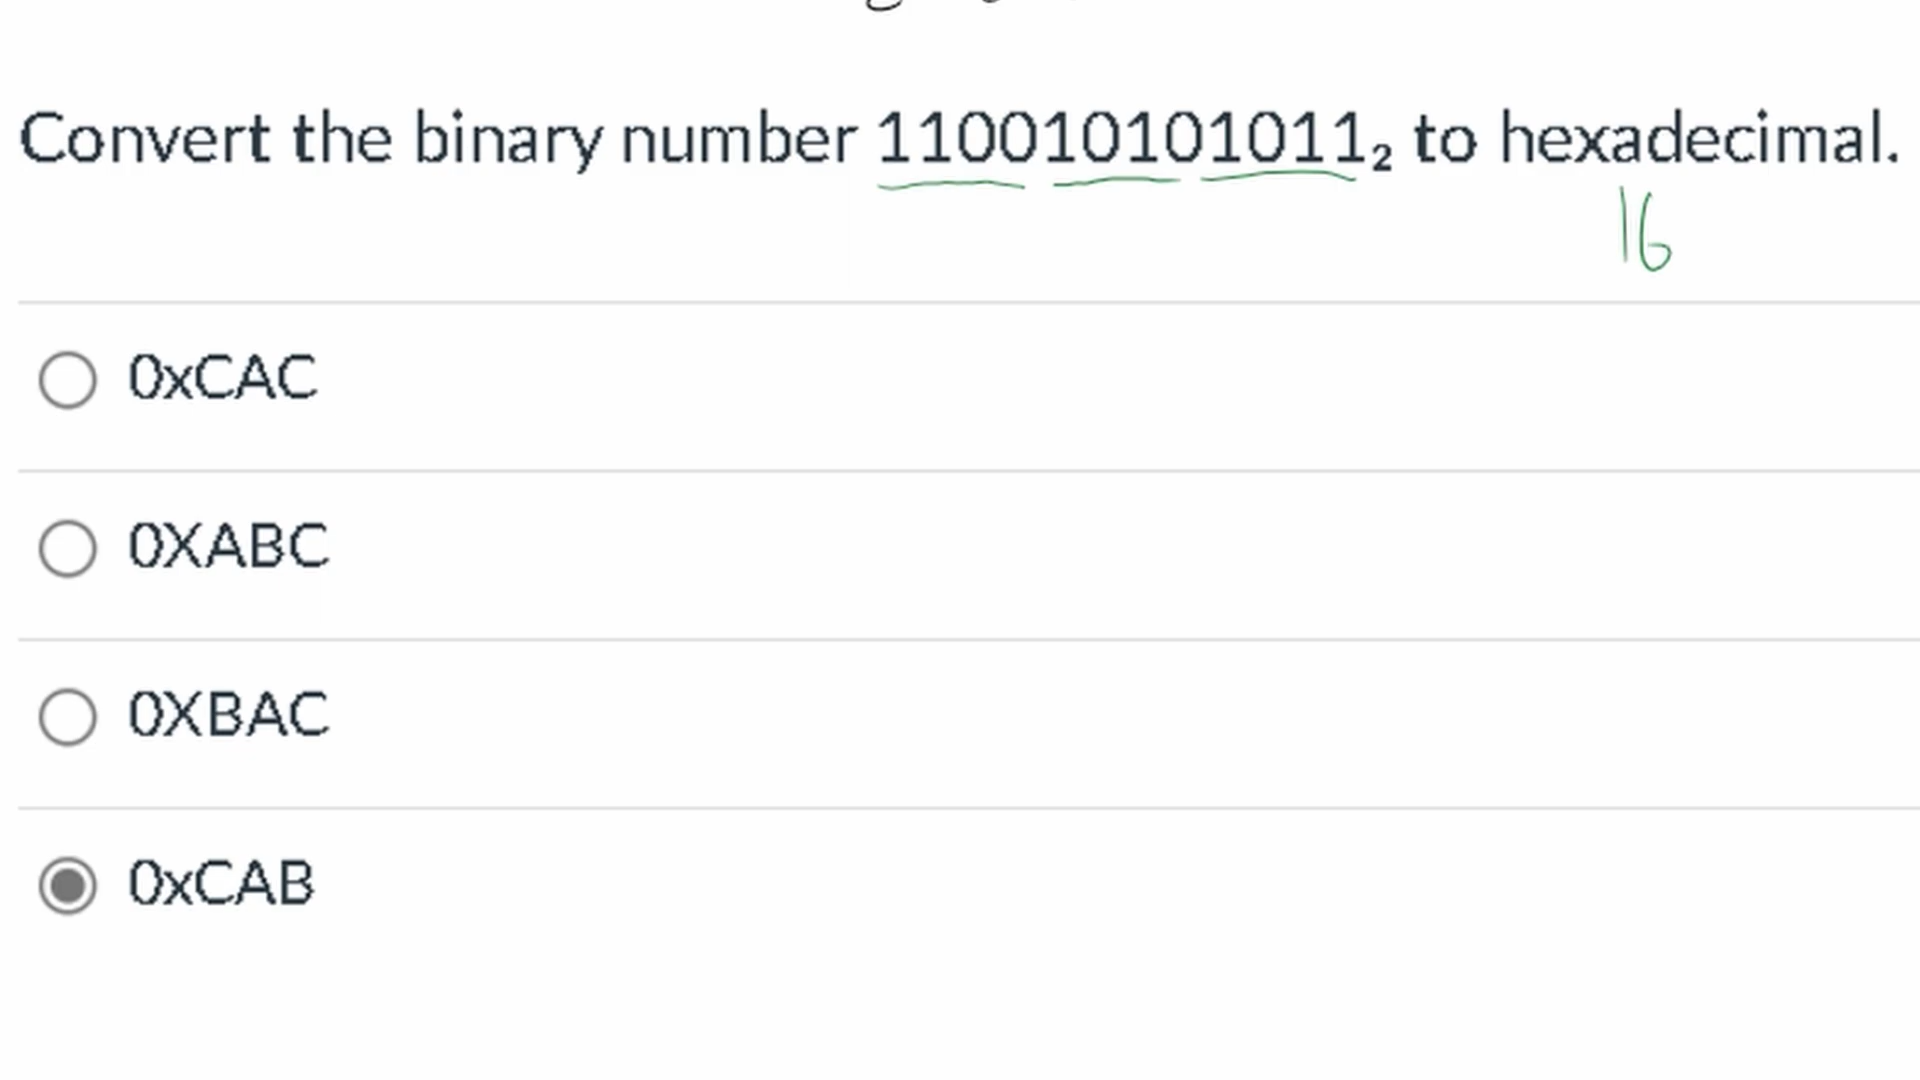 Convert the binary number 110010101011₂ to hexadecimal.
16
0xCAC
0XABC
0XBAC
0xCAB